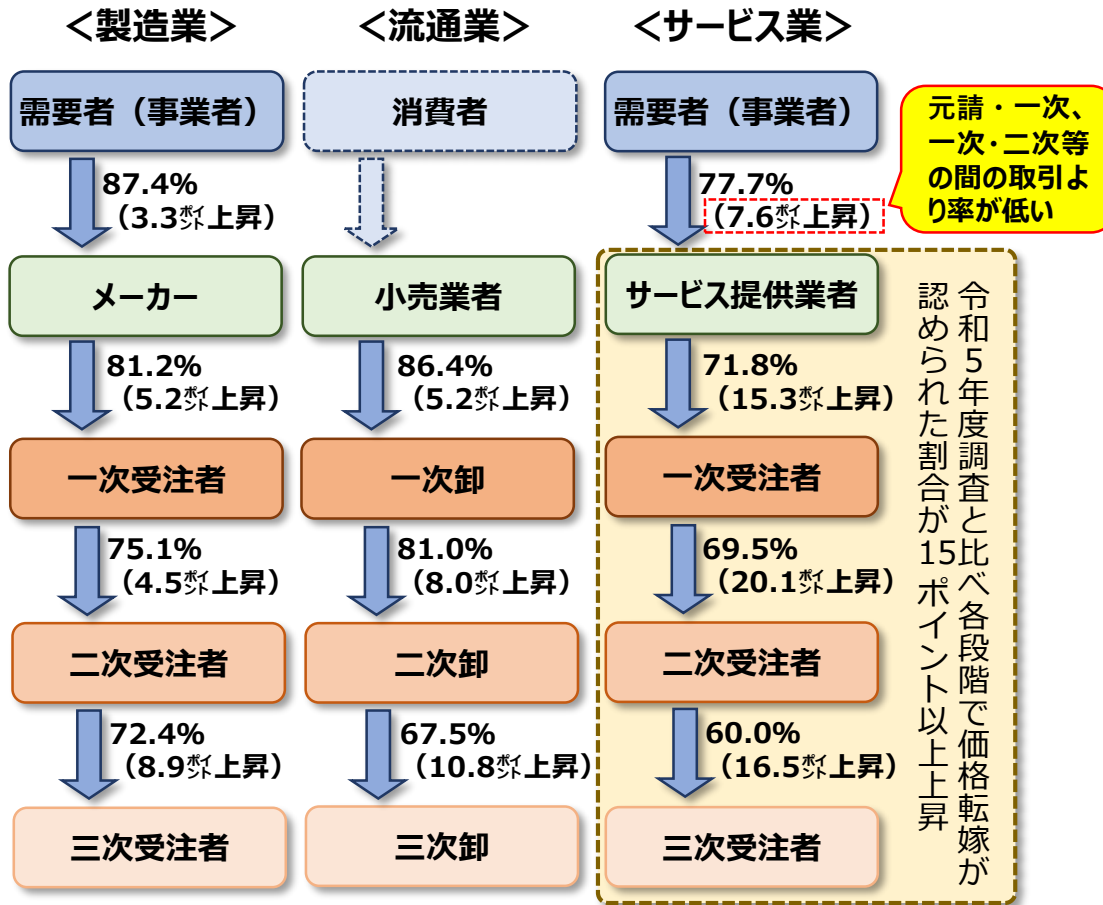 ＜製造業＞
需要者（事業者）
87.4%
（3.3ポイント上昇）
メーカー
81.2%
（5.2ポイント上昇）
一次受注者
75.1%
（4.5ポイント上昇）
二次受注者
72.4%
（8.9ポイント上昇）
三次受注者
＜流通業＞
消費者
小売業者
86.4%
（5.2ポイント上昇）
一次卸
81.0%
（8.0ポイント上昇）
二次卸
67.5%
（10.8ポイント上昇）
三次卸
＜サービス業＞
需要者（事業者）
77.7%
（7.6ポイント上昇）
元請・一次、
一次・二次等
の間の取引よ
り率が低い
サービス提供業者
71.8%
（15.3ポイント上昇）
一次受注者
69.5%
（20.1ポイント上昇）
二次受注者
60.0%
（16.5ポイント上昇）
三次受注者
令和5年度調査と比べ各段階で価格転嫁が
認められた割合が15ポイント以上上昇